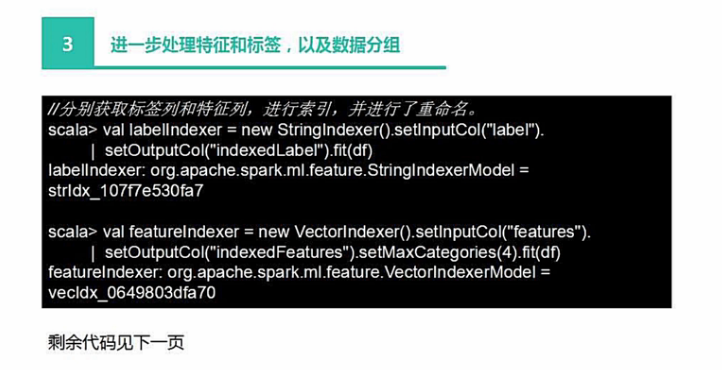 3 进一步处理特征和标签，以及数据分组
//分别获取标签列和特征列，进行索引，并进行了重命名。
scala> val labelIndexer = new StringIndexer().setInputCol("label").
| setOutputCol("indexedLabel").fit(df)
labelIndexer: org.apache.spark.ml.feature.StringIndexerModel =
strIdx_107f7e530fa7
scala> val featureIndexer = new VectorIndexer().setInputCol("features").
| setOutputCol("indexedFeatures").setMaxCategories(4).fit(df)
featureIndexer: org.apache.spark.ml.feature.VectorIndexerModel =
vecIdx_0649803dfa70
剩余代码见下一页